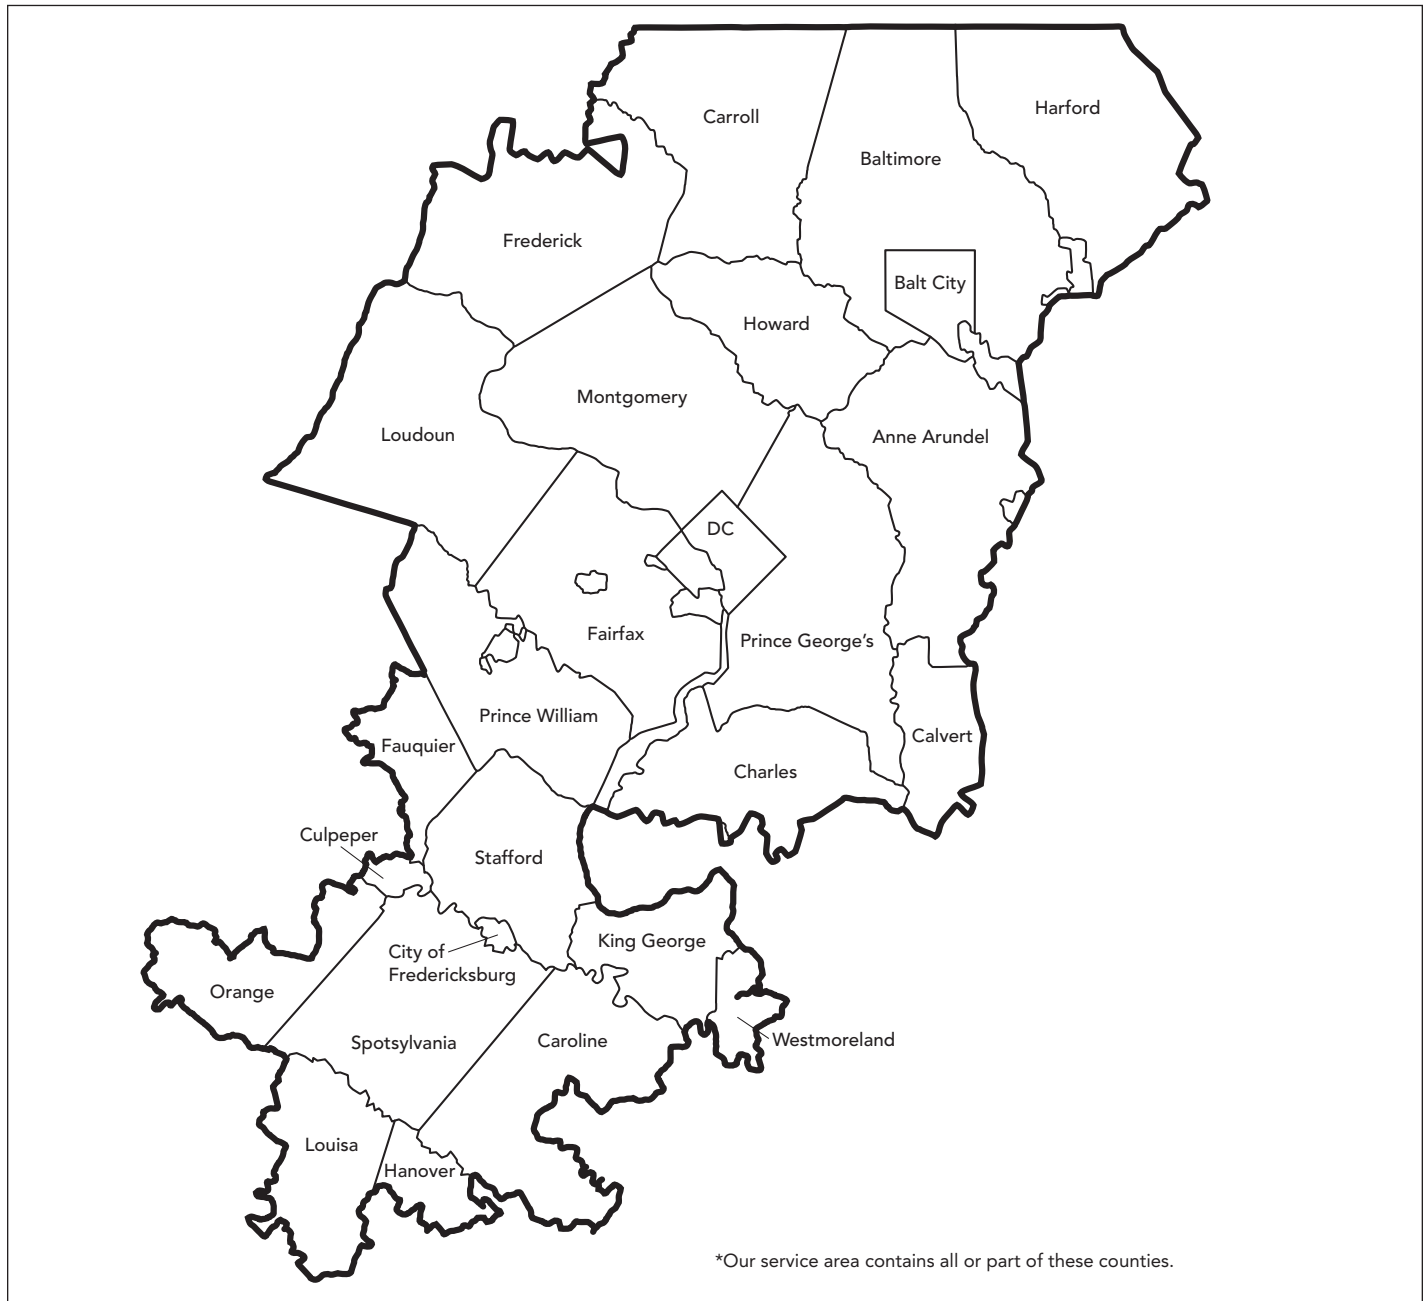 Harford
Carroll
Baltimore
Frederick
Balt City
Howard
Montgomery
Loudoun
Anne Arundel
DC
Fairfax
Prince George’s
Prince William
Calvert
Fauquier
Charles
Culpeper
Stafford
King George
City of
Fredericksburg
Orange
Westmoreland
Spotsylvania
Caroline
Louisa
Hanover
*Our service area contains all or part of these counties.